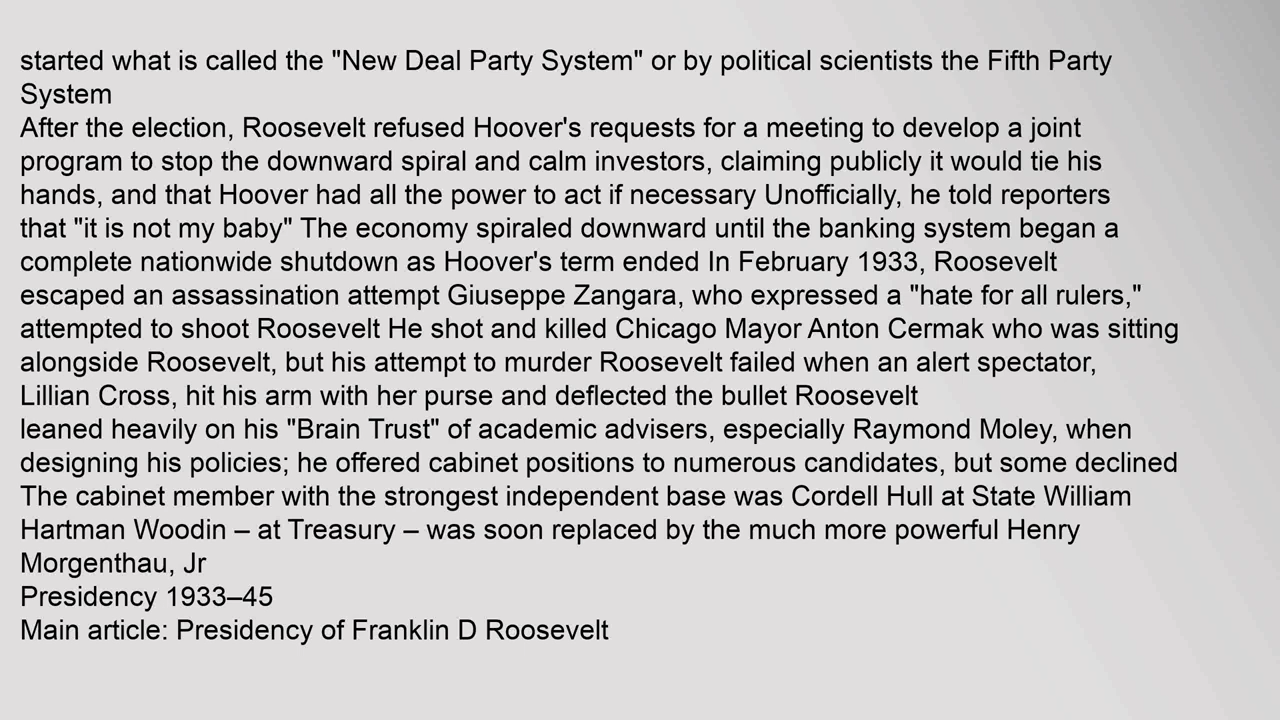 started what is called the "New Deal Party System" or by political scientists the Fifth Party
System
After the election, Roosevelt refused Hoover's requests for a meeting to develop a joint
program to stop the downward spiral and calm investors, claiming publicly it would tie his
hands, and that Hoover had all the power to act if necessary Unofficially, he told reporters
that "it is not my baby" The economy spiraled downward until the banking system began a
complete nationwide shutdown as Hoover's term ended In February 1933, Roosevelt
escaped an assassination attempt Giuseppe Zangara, who expressed a "hate for all rulers,"
attempted to shoot Roosevelt He shot and killed Chicago Mayor Anton Cermak who was sitting
alongside Roosevelt, but his attempt to murder Roosevelt failed when an alert spectator,
Lillian Cross, hit his arm with her purse and deflected the bullet Roosevelt
leaned heavily on his "Brain Trust" of academic advisers, especially Raymond Moley, when
designing his policies; he offered cabinet positions to numerous candidates, but some declined
The cabinet member with the strongest independent base was Cordell Hull at State William
Hartman Woodin – at Treasury – was soon replaced by the much more powerful Henry
Morgenthau, Jr
Presidency 1933–45
Main article: Presidency of Franklin D Roosevelt